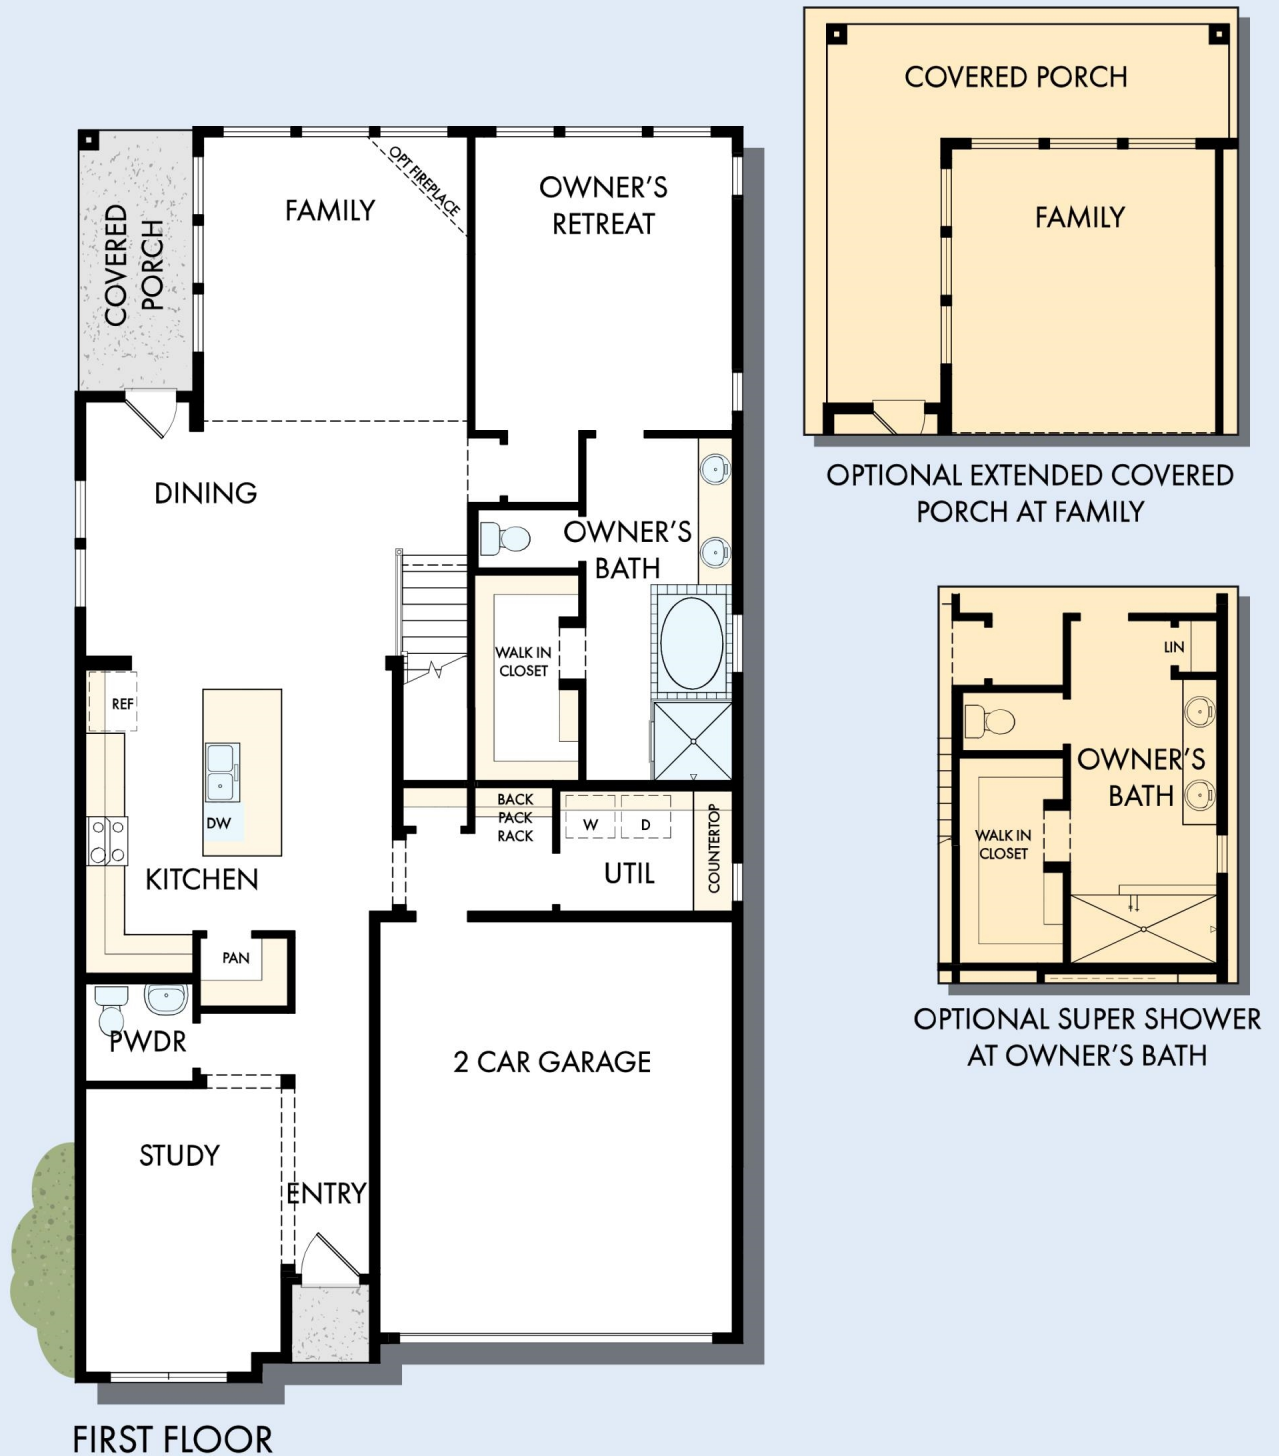 COVERED
PORCH
FAMILY
OPT FIREPLACE
OWNER'S
RETREAT
DINING
OWNER'S
BATH
WALK IN
CLOSET
REF
DW
KITCHEN
BACK
PACK
RACK
W
D
UTIL
COUNTERTOP
PAN
PWDR
2 CAR GARAGE
STUDY
ENTRY
FIRST FLOOR
COVERED PORCH
FAMILY
OPTIONAL EXTENDED COVERED
PORCH AT FAMILY
LIN
OWNER'S
BATH
WALK IN
CLOSET
OPTIONAL SUPER SHOWER
AT OWNER'S BATH